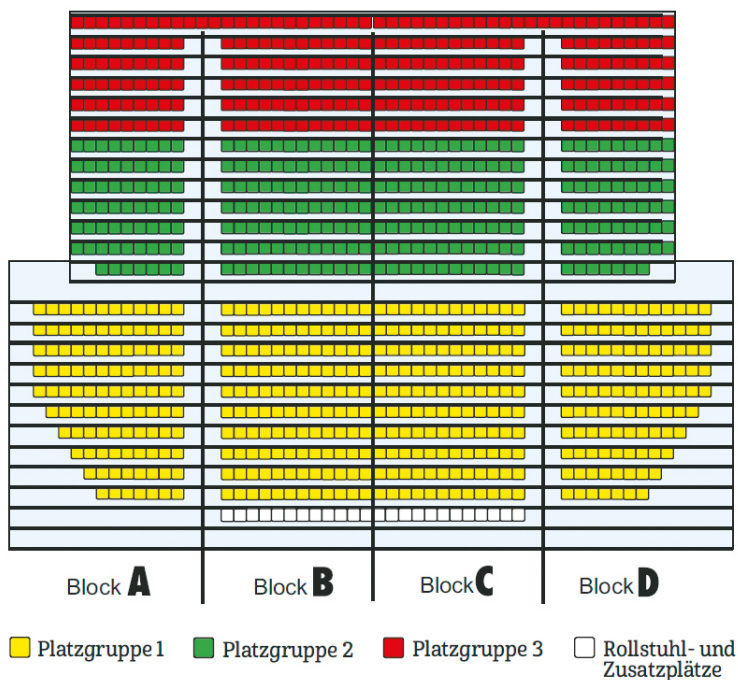 Block A
Block B
Block C
Block D
Platzgruppe 1
Platzgruppe 2
Platzgruppe 3
Rollstuhl- und
Zusatzplätze